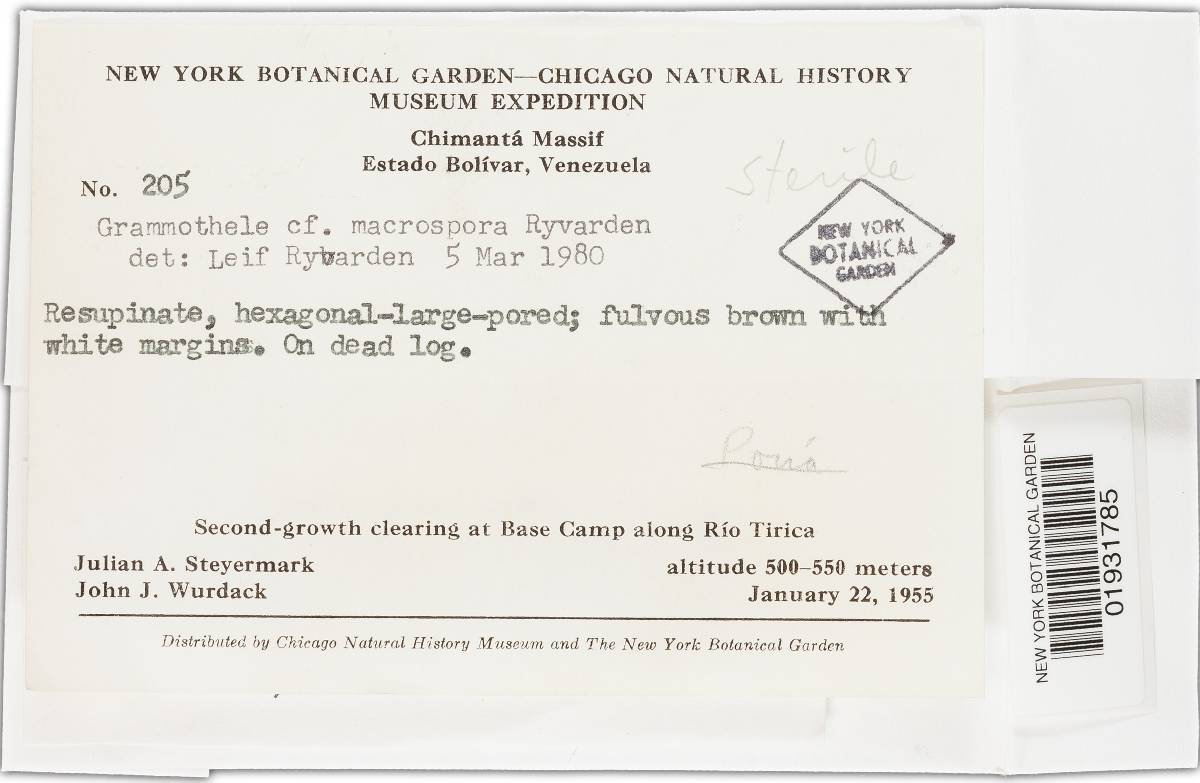 NEW YORK BOTANICAL GARDEN—CHICAGO NATURAL HISTORY
MUSEUM EXPEDITION
Chimantá Massif
Estado Bolívar, Venezuela
sterile
No. 205
NEW YORK
BOTANICAL
GARDEN
Grammothele cf. macrospora Ryvarden
det: Leif Ryvarden 5 Mar 1980
Resupinate, hexagonal-large-pored; fulvous brown with
white margins. On dead log.
Poria
Second-growth clearing at Base Camp along Río Tirica
Julian A. Steyermark
altitude 500–550 meters
John J. Wurdack
January 22, 1955
Distributed by Chicago Natural History Museum and The New York Botanical Garden
NEW YORK BOTANICAL GARDEN
01931785